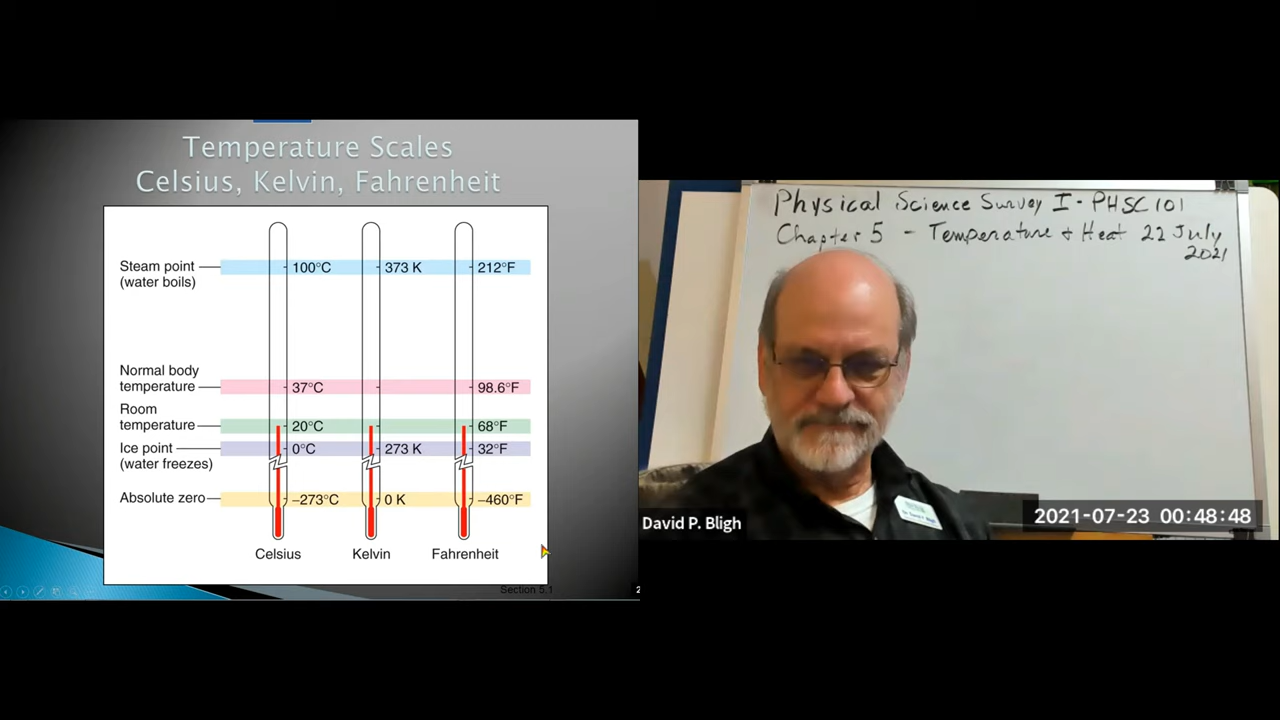 Temperature Scales
Celsius, Kelvin, Fahrenheit
Steam point
(water boils)
100°C
373 K
212°F
Normal body
temperature
37°C
98.6°F
Room
temperature
20°C
68°F
Ice point
(water freezes)
0°C
273 K
32°F
Absolute zero
–273°C
0 K
–460°F
Celsius
Kelvin
Fahrenheit
Section 5.1
2
Physical Science Survey I - PHSC 101
Chapter 5 - Temperature + Heat 22 July
2021
David P. Bligh
2021-07-23 00:48:48